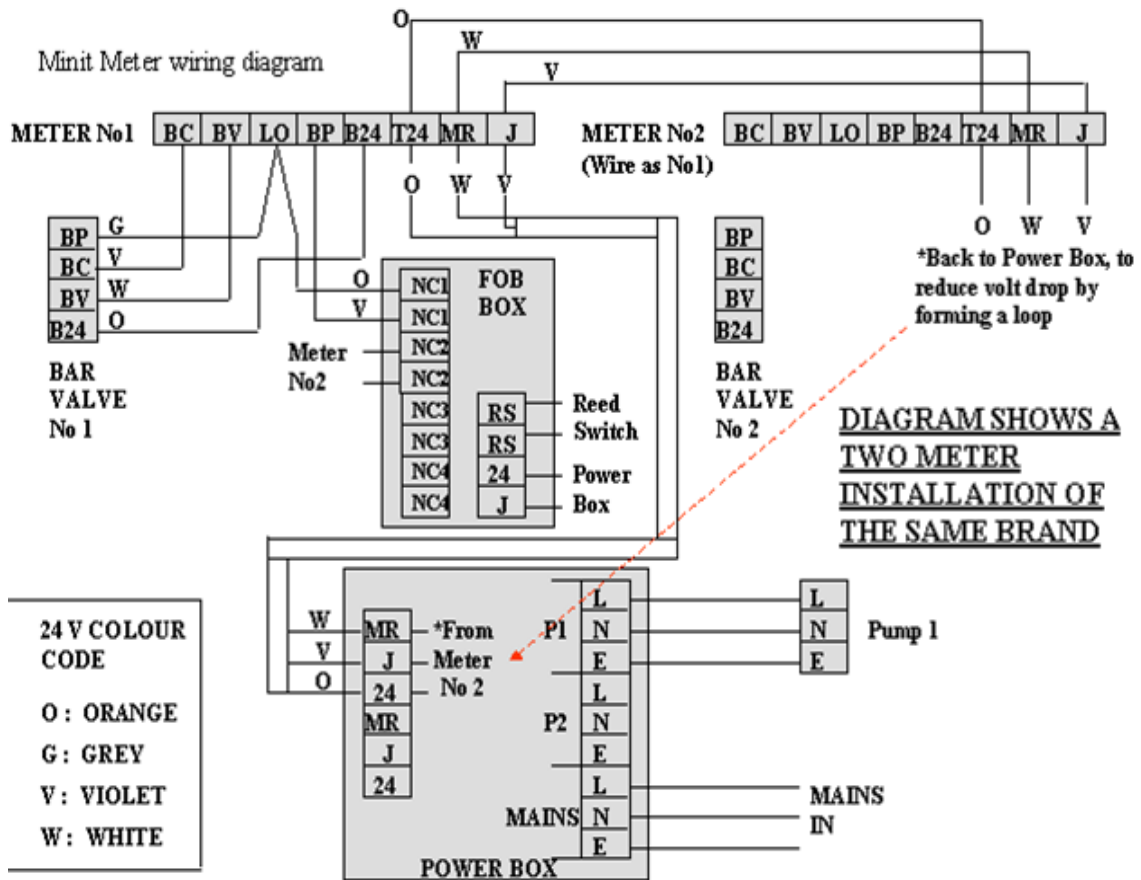 O
W
V
Minit Meter wiring diagram
METER No1 BC BV LO BP B24 T24 MR J
METER No2 BC BV LO BP B24 T24 MR J
(Wire as No1)
O W V
O W V
*Back to Power Box, to
reduce volt drop by
forming a loop
BP G
BC V
BV W
B24 O
BAR
VALVE
No 1
FOB
BOX
O NC1
V NC1
NC2
NC2
NC3
NC3
NC4
NC4
Meter
No2
RS
RS
24
J
Reed
Switch
Power
Box
BP
BC
BV
B24
BAR
VALVE
No 2
DIAGRAM SHOWS A
TWO METER
INSTALLATION OF
THE SAME BRAND
24 V COLOUR
CODE
O : ORANGE
G : GREY
V : VIOLET
W : WHITE
W MR
V J
O 24
MR
J
24
*From
Meter
No 2
P1
L
N
E
P2
L
N
E
MAINS
L
N
E
POWER BOX
L
N
E
Pump 1
MAINS
IN